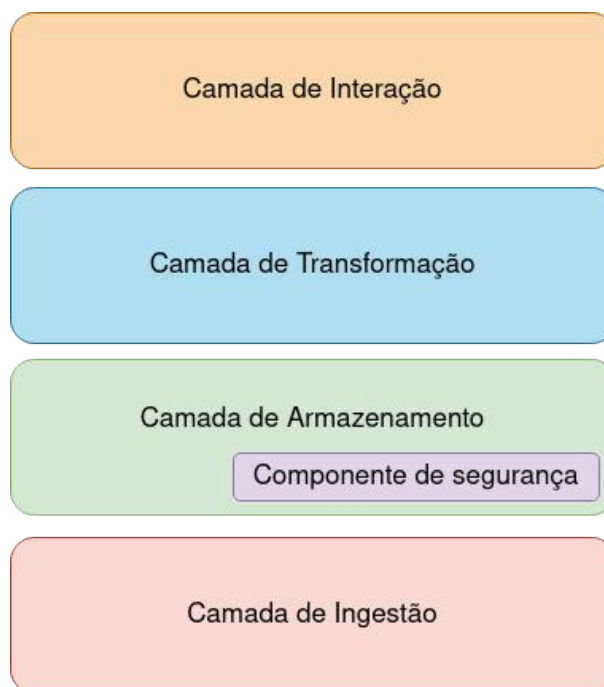 Camada de Interação
Camada de Transformação
Camada de Armazenamento
Componente de segurança
Camada de Ingestão